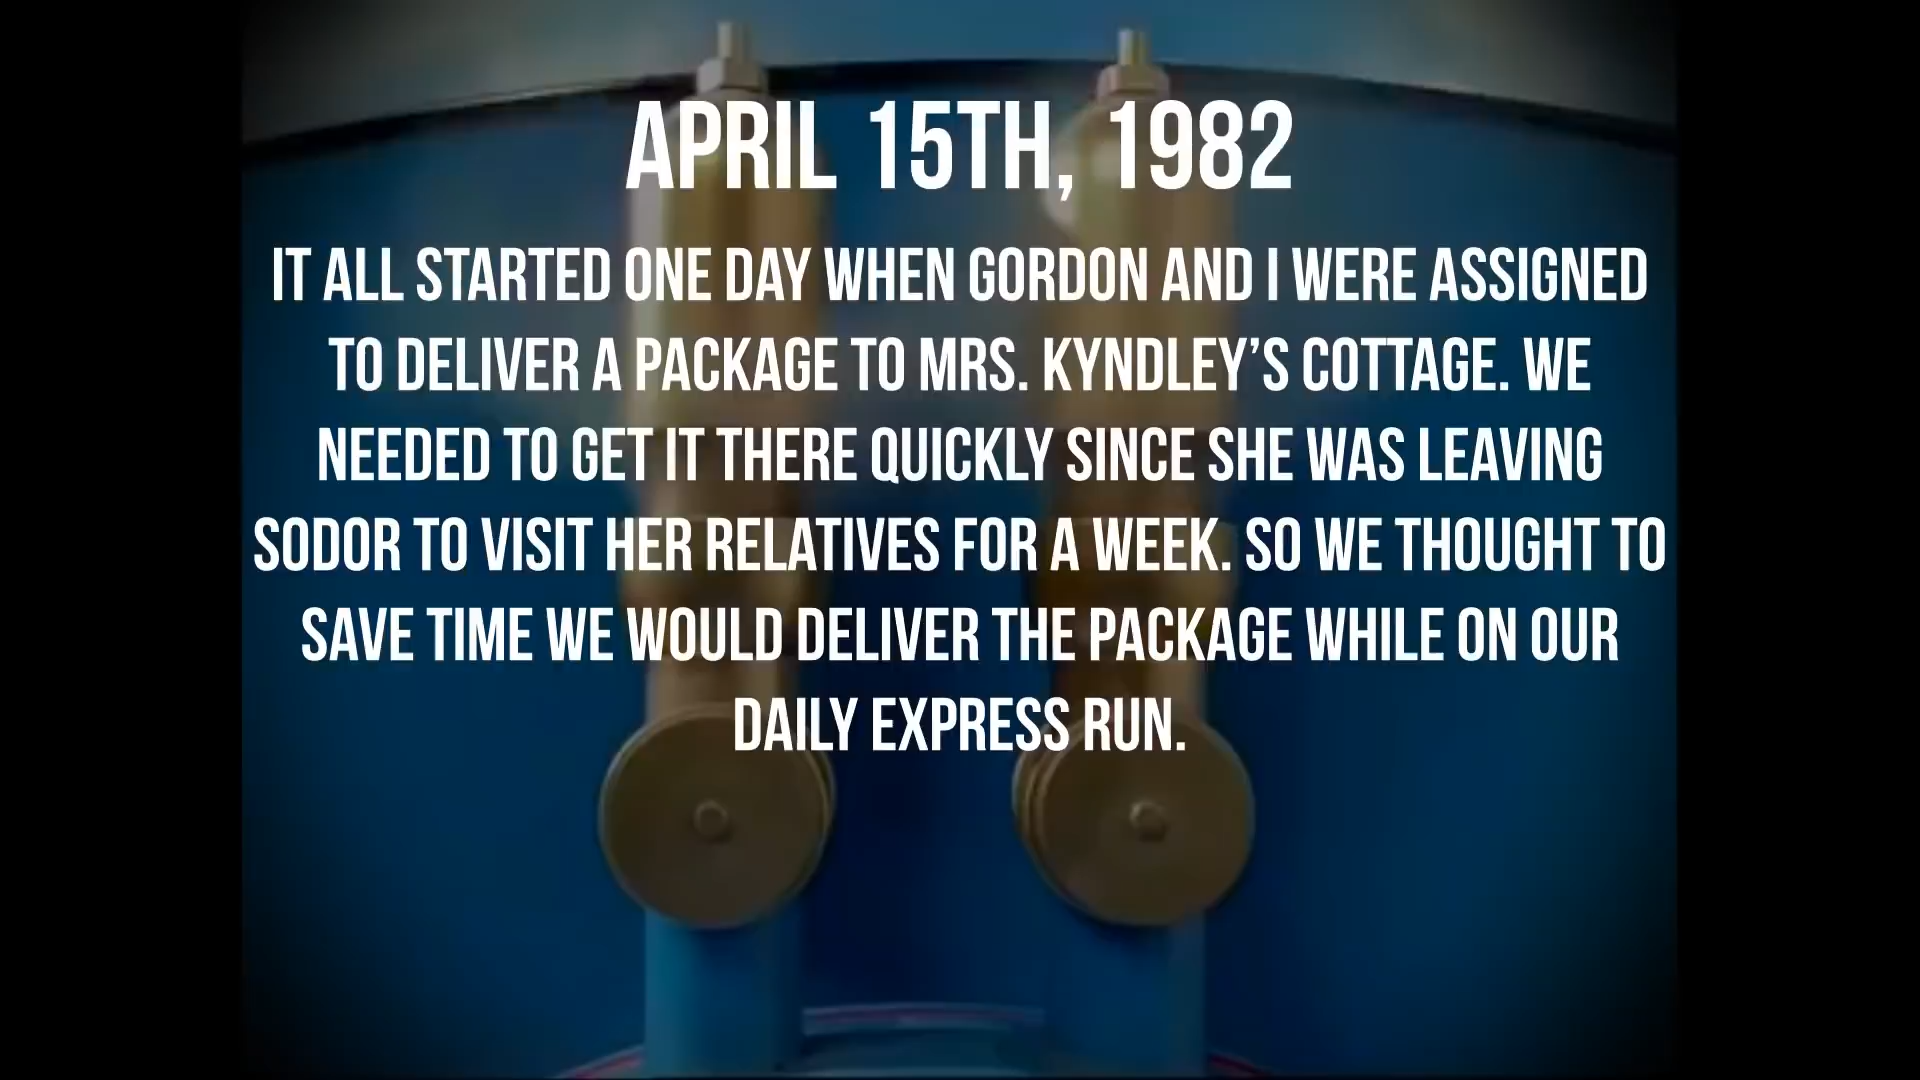 APRIL 15TH, 1982
IT ALL STARTED ONE DAY WHEN GORDON AND I WERE ASSIGNED
TO DELIVER A PACKAGE TO MRS. KYNDLEY’S COTTAGE. WE
NEEDED TO GET IT THERE QUICKLY SINCE SHE WAS LEAVING
SODOR TO VISIT HER RELATIVES FOR A WEEK. SO WE THOUGHT TO
SAVE TIME WE WOULD DELIVER THE PACKAGE WHILE ON OUR
DAILY EXPRESS RUN.